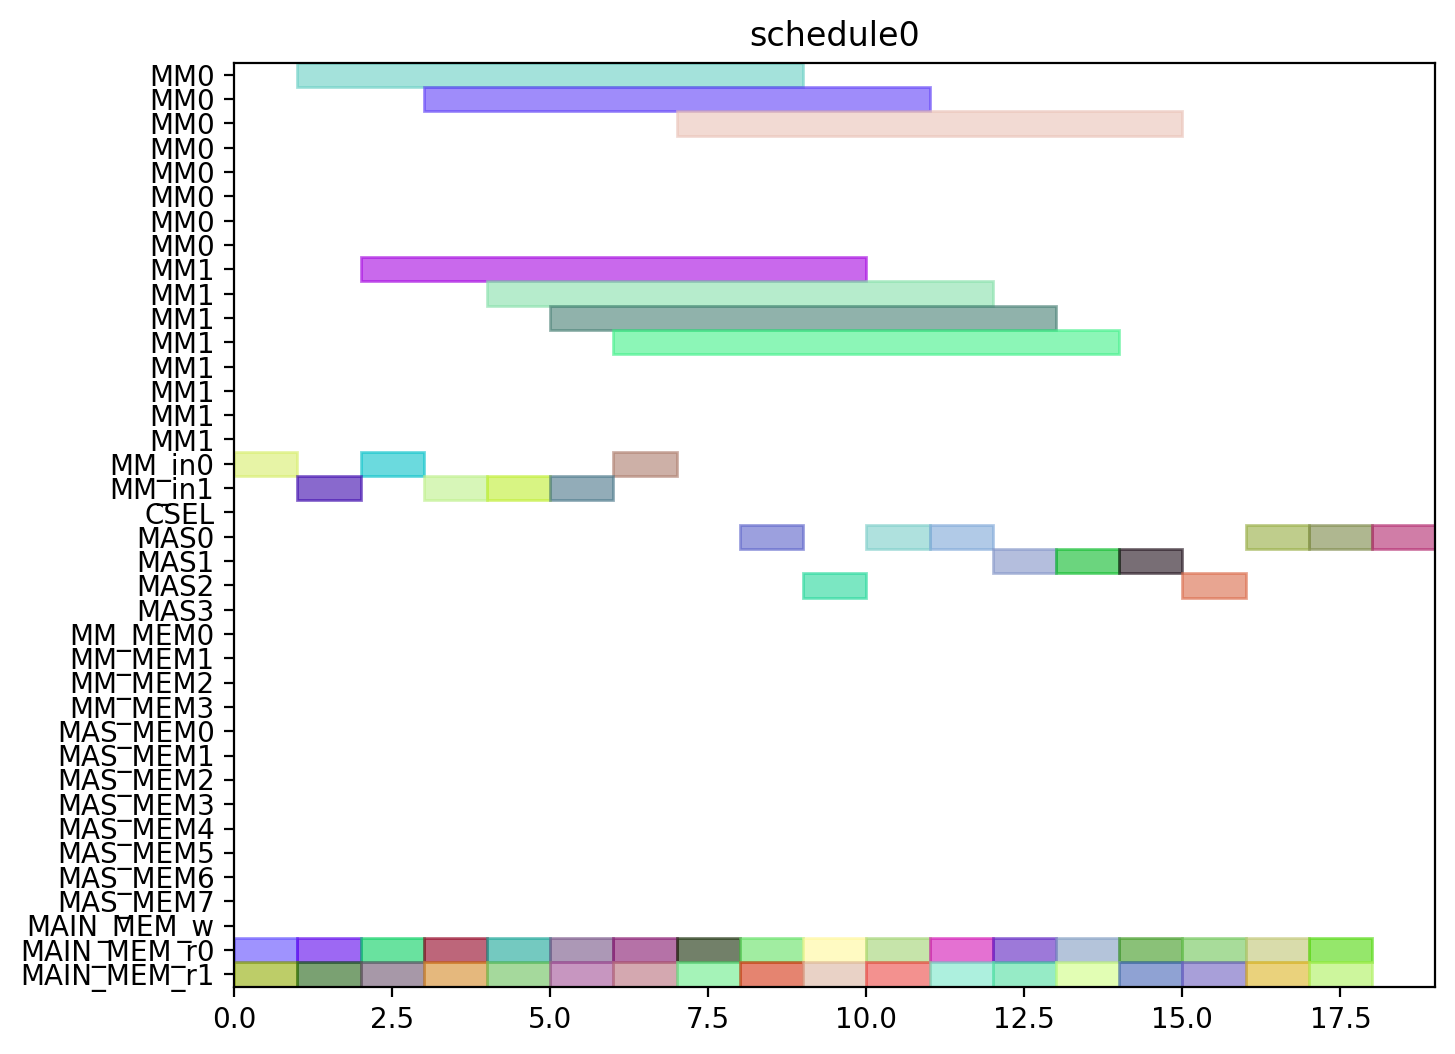 schedule0
MM0
MM0
MM0
MM0
MM0
MM0
MM0
MM0
MM1
MM1
MM1
MM1
MM1
MM1
MM1
MM1
MM_in0
MM_in1
CSEL
MAS0
MAS1
MAS2
MAS3
MM_MEM0
MM_MEM1
MM_MEM2
MM_MEM3
MAS_MEM0
MAS_MEM1
MAS_MEM2
MAS_MEM3
MAS_MEM4
MAS_MEM5
MAS_MEM6
MAS_MEM7
MAIN_MEM_w
MAIN_MEM_r0
MAIN_MEM_r1
0.0 2.5 5.0 7.5 10.0 12.5 15.0 17.5